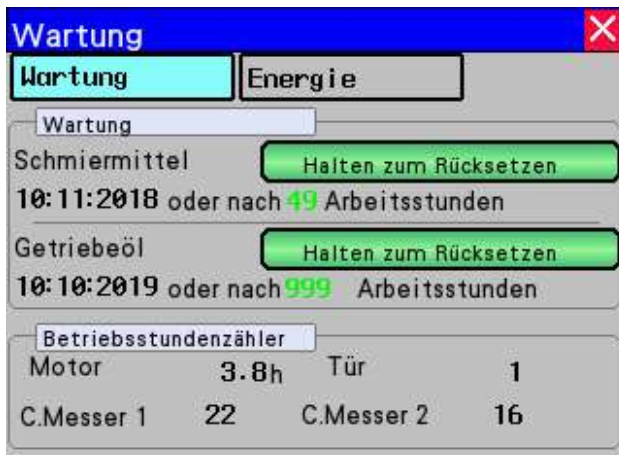 Wartung
Wartung Energie
Wartung
Schmiermittel Halten zum Rücksetzen
10:11:2018 oder nach 49 Arbeitsstunden
Getriebeöl Halten zum Rücksetzen
10:10:2019 oder nach 999 Arbeitsstunden
Betriebsstundenzähler
Motor 3.8h Tür 1
C.Messer 1 22 C.Messer 2 16